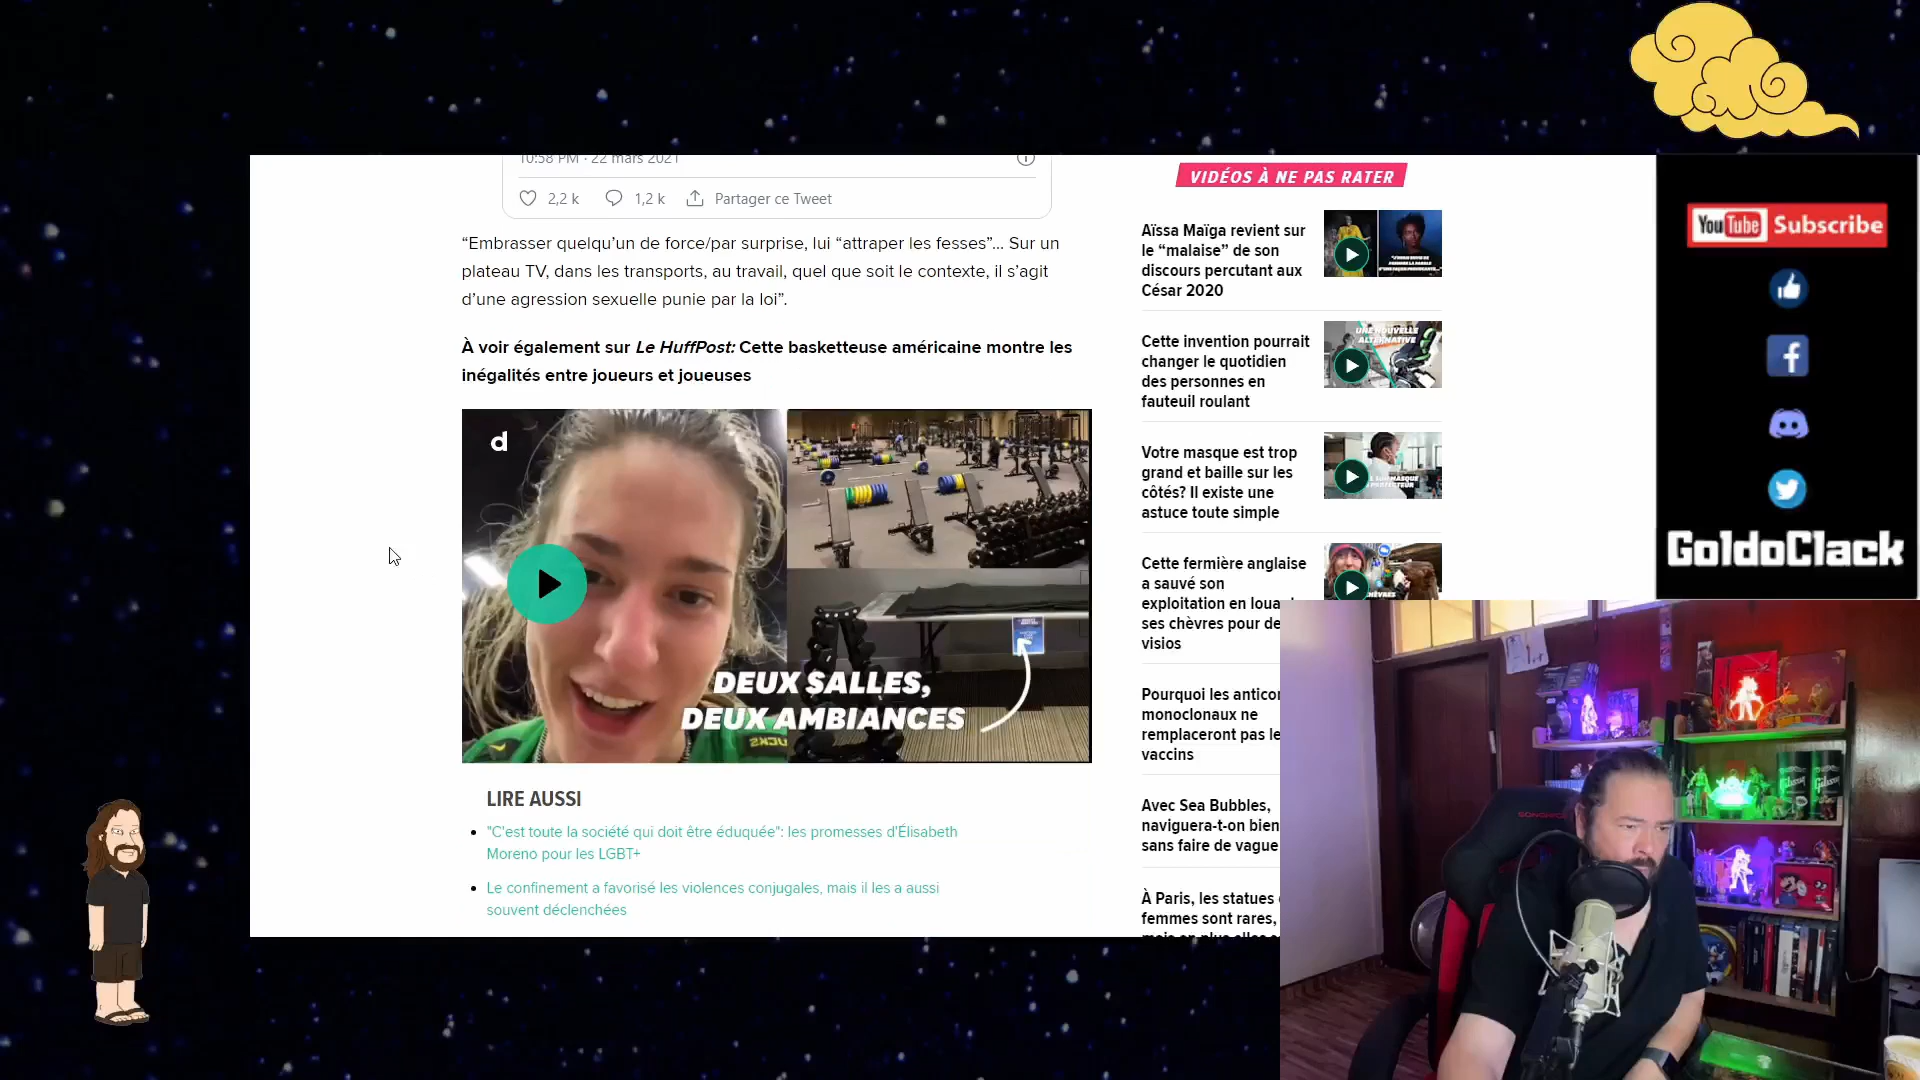 10:58 PM · 22 mars 2021
2,2 k
1,2 k
Partager ce Tweet
“Embrasser quelqu’un de force/par surprise, lui “attraper les fesses”... Sur un
plateau TV, dans les transports, au travail, quel que soit le contexte, il s’agit
d’une agression sexuelle punie par la loi”.
À voir également sur Le HuffPost: Cette basketteuse américaine montre les
inégalités entre joueurs et joueuses
d
DEUX SALLES,
DEUX AMBIANCES
LIRE AUSSI
"C'est toute la société qui doit être éduquée": les promesses d'Élisabeth
Moreno pour les LGBT+
Le confinement a favorisé les violences conjugales, mais il les a aussi
souvent déclenchées
VIDÉOS À NE PAS RATER
Aïssa Maïga revient sur
le “malaise” de son
discours percutant aux
César 2020
Cette invention pourrait
changer le quotidien
des personnes en
fauteuil roulant
UNE NOUVELLE
ALTERNATIVE
Votre masque est trop
grand et baille sur les
côtés? Il existe une
astuce toute simple
Cette fermière anglaise
a sauvé son
exploitation en loua
ses chèvres pour de
visios
Pourquoi les antico
monoclonaux ne
remplaceront pas le
vaccins
Avec Sea Bubbles,
naviguera-t-on bien
sans faire de vague
À Paris, les statues
femmes sont rares,
YouTube Subscribe
GoldoClack